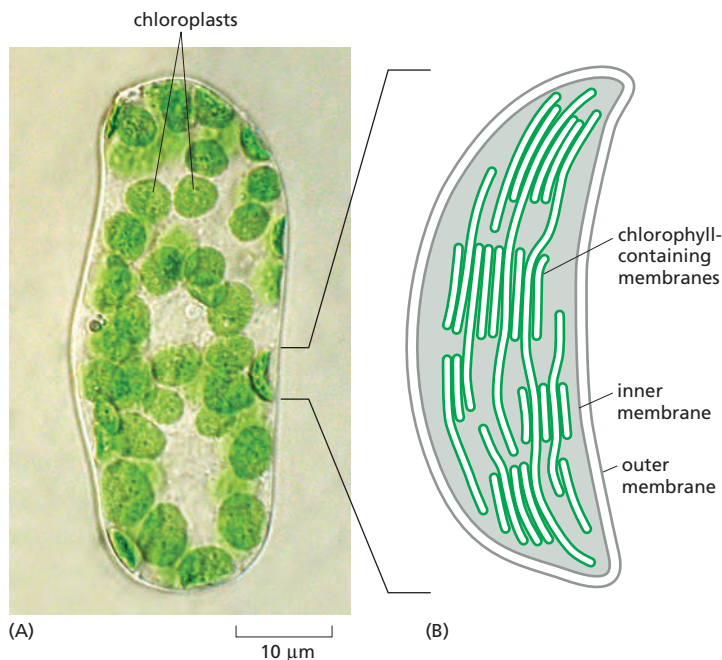 chloroplasts
chlorophyll-
containing
membranes
inner
membrane
outer
membrane
(A)
10 μm
(B)